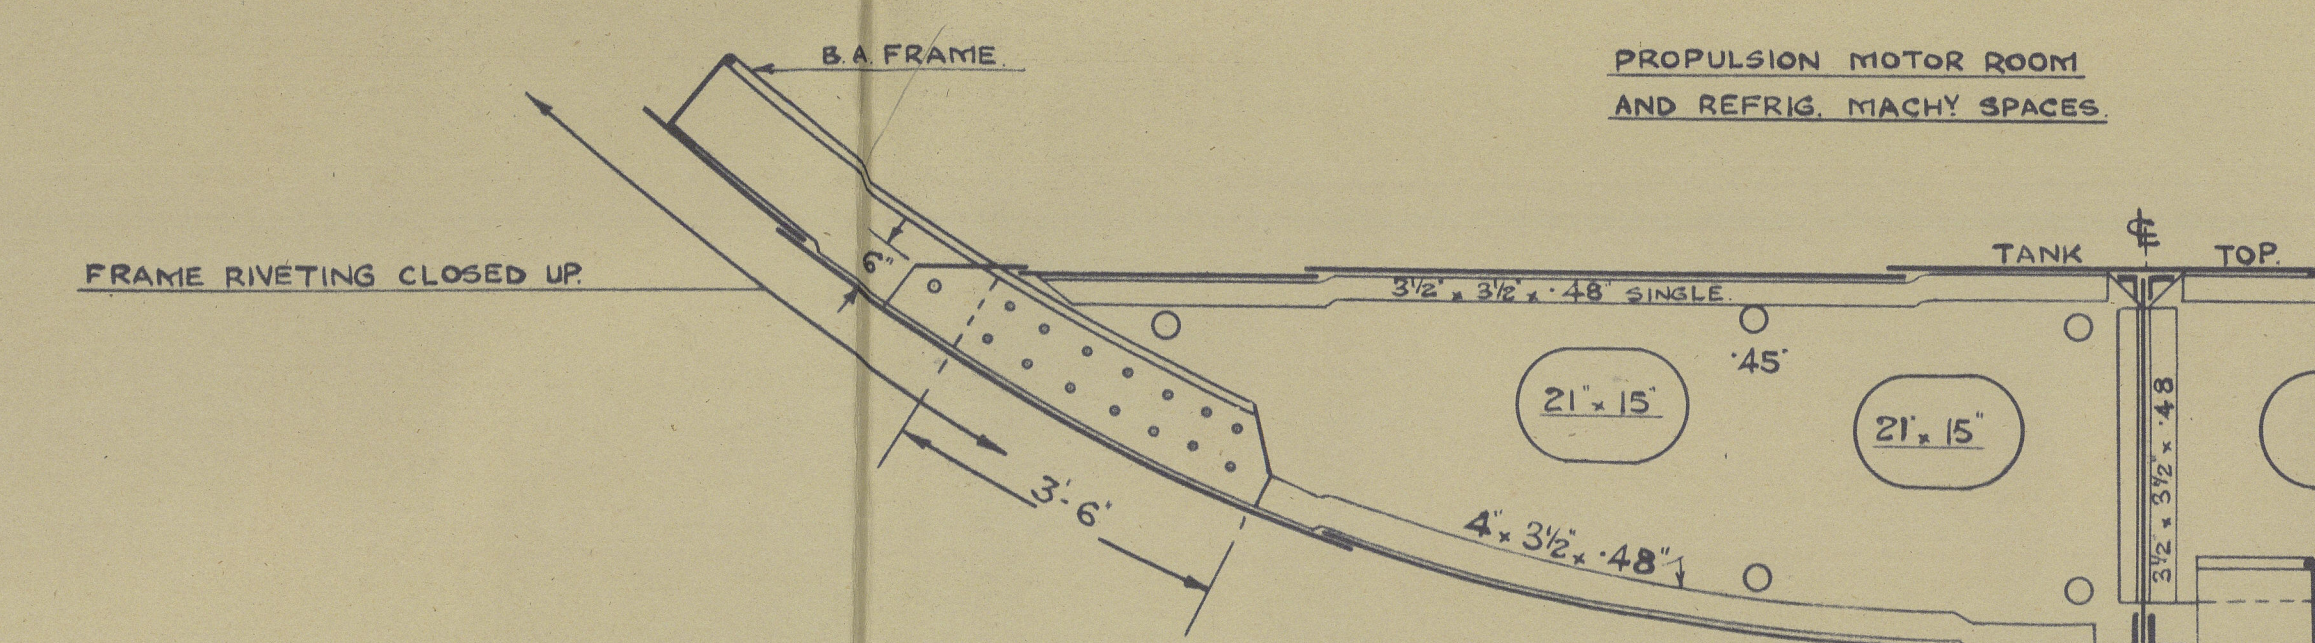 B.A. FRAME.
PROPULSION MOTOR ROOM
AND REFRIG. MACHY SPACES.
FRAME RIVETING CLOSED UP.
6"
TANK TOP.
3½" x 3½" x .48" SINGLE.
.45"
21" x 15"
21" x 15"
3½" x 3½" x .48
3'-6"
4" x 3½" x .48"